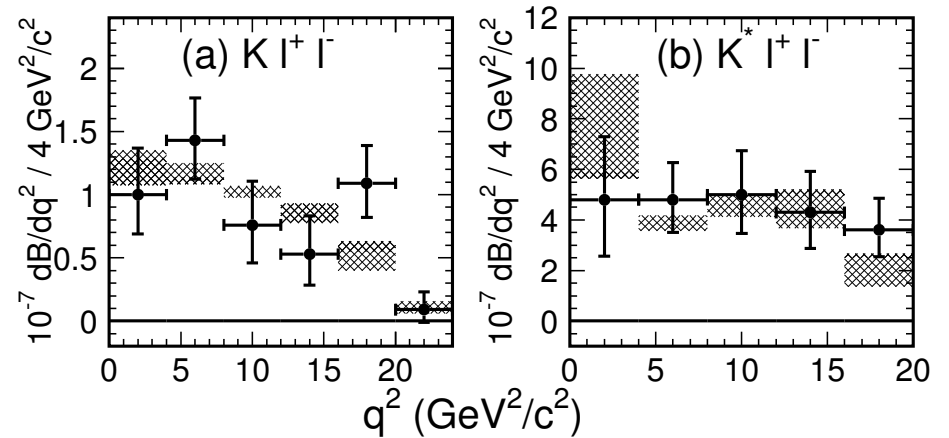 (a) K l⁺ l⁻
10⁻⁷ dB/dq² / 4 GeV²/c²
2
1.5
1
0.5
0
0 5 10 15 20
(b) K* l⁺ l⁻
10⁻⁷ dB/dq² / 4 GeV²/c²
12
10
8
6
4
2
0
0 5 10 15 20
q² (GeV²/c²)